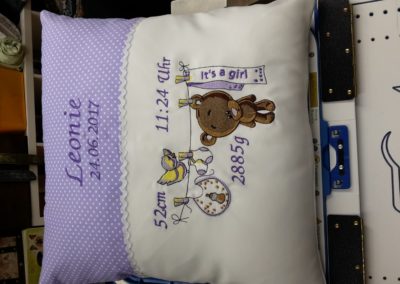 Leonie
24.06.2017
11:24 Uhr
It's a girl
52cm
2885g